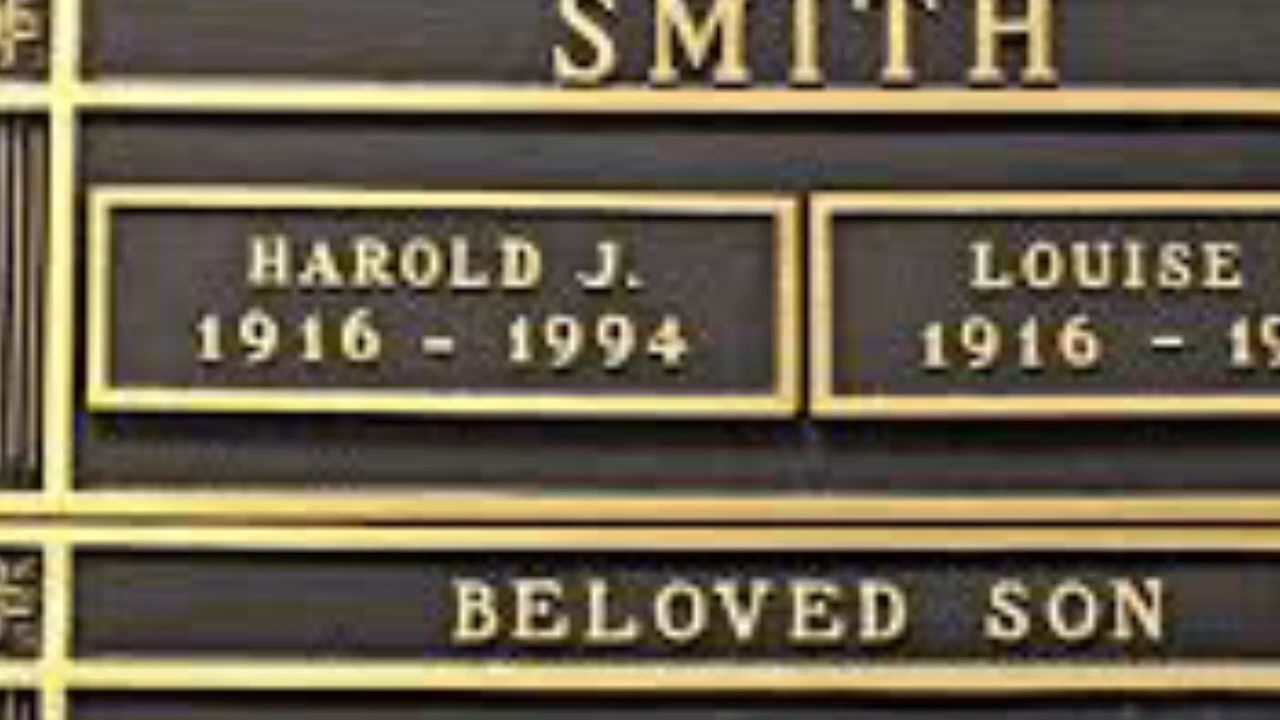 SMITH
HAROLD J.
1916 - 1994
LOUISE
1916 -
BELOVED SON